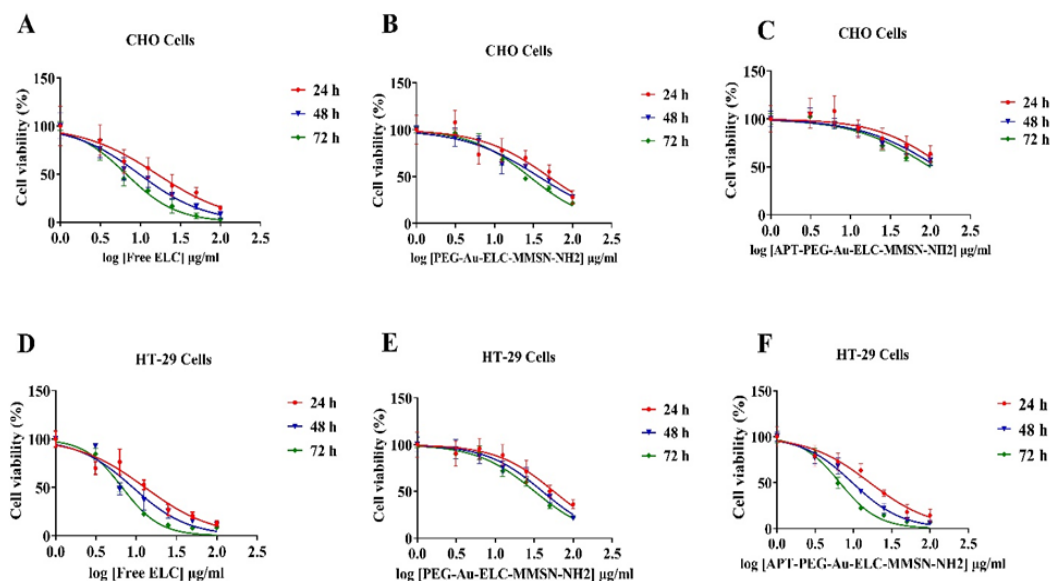 A
CHO Cells
Cell viability (%)
150
100
50
0
0.0 0.5 1.0 1.5 2.0 2.5
log [Free ELC] µg/ml
24 h
48 h
72 h
B
CHO Cells
Cell viability (%)
150
100
50
0
0.0 0.5 1.0 1.5 2.0 2.5
log [PEG-Au-ELC-MMSN-NH2] µg/ml
24 h
48 h
72 h
C
CHO Cells
Cell viability (%)
150
100
50
0
0.0 0.5 1.0 1.5 2.0 2.5
log [APT-PEG-Au-ELC-MMSN-NH2] µg/ml
24 h
48 h
72 h
D
HT-29 Cells
Cell viability (%)
150
100
50
0
0.0 0.5 1.0 1.5 2.0 2.5
log [Free ELC] µg/ml
24 h
48 h
72 h
E
HT-29 Cells
Cell viability (%)
150
100
50
0
0.0 0.5 1.0 1.5 2.0 2.5
log [PEG-Au-ELC-MMSN-NH2] µg/ml
24 h
48 h
72 h
F
HT-29 Cells
Cell viability (%)
150
100
50
0
0.0 0.5 1.0 1.5 2.0 2.5
log [APT-PEG-Au-ELC-MMSN-NH2] µg/ml
24 h
48 h
72 h